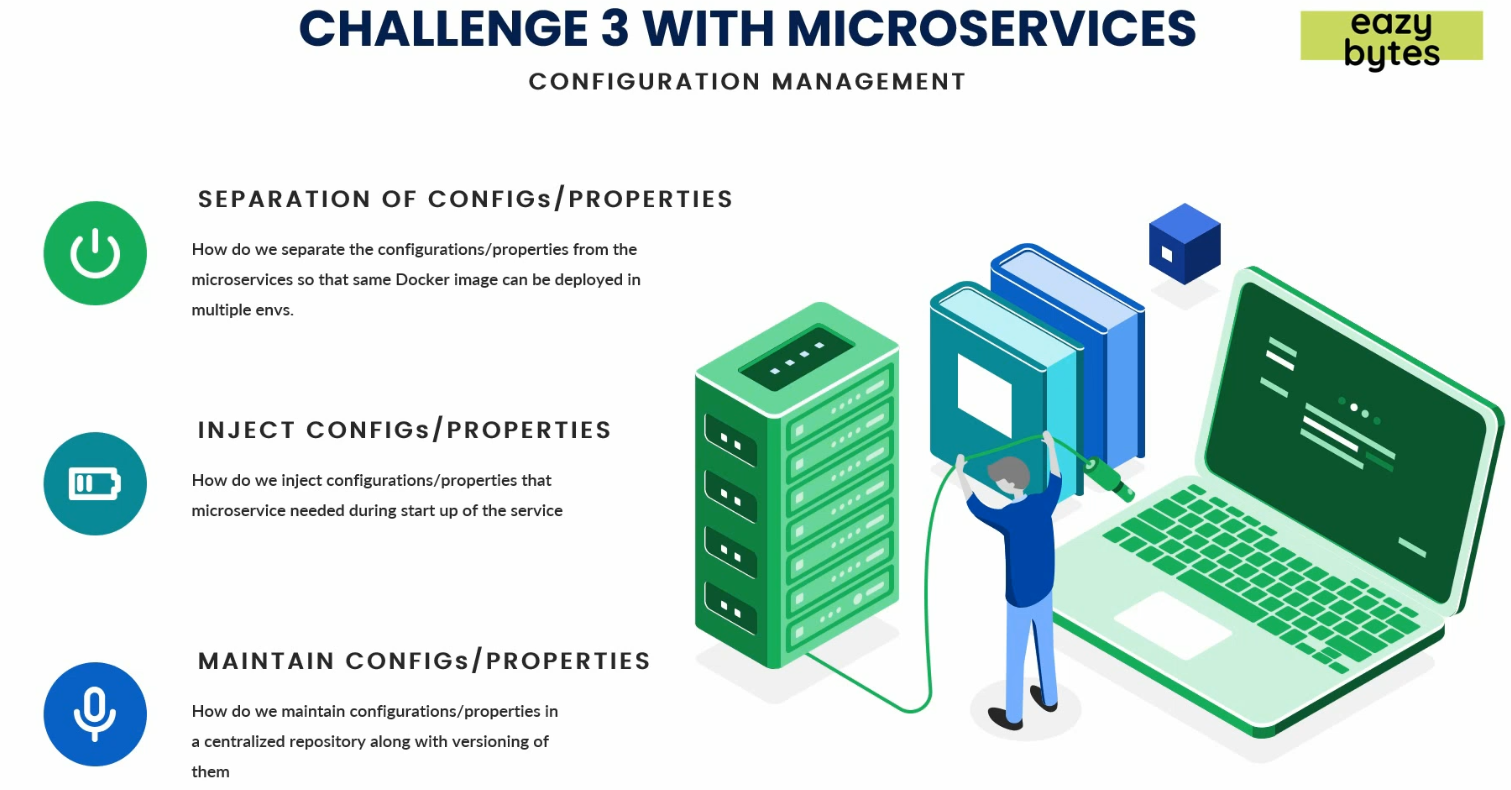 CHALLENGE 3 WITH MICROSERVICES
eazy
bytes
CONFIGURATION MANAGEMENT
SEPARATION OF CONFIGs/PROPERTIES
How do we separate the configurations/properties from the
microservices so that same Docker image can be deployed in
multiple envs.
INJECT CONFIGs/PROPERTIES
How do we inject configurations/properties that
microservice needed during start up of the service
MAINTAIN CONFIGs/PROPERTIES
How do we maintain configurations/properties in
a centralized repository along with versioning of
them